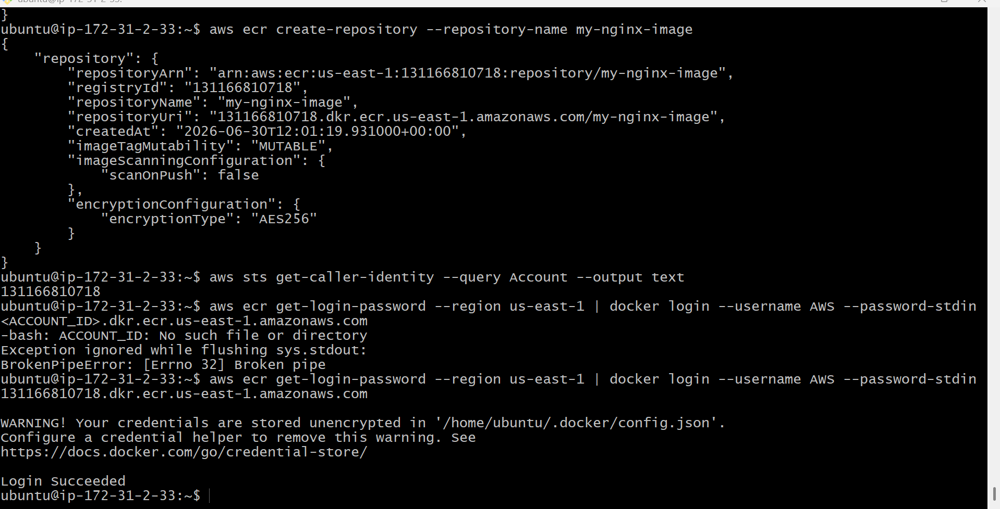 }
ubuntu@ip-172-31-2-33:~$ aws ecr create-repository --repository-name my-nginx-image
{
    "repository": {
        "repositoryArn": "arn:aws:ecr:us-east-1:131166810718:repository/my-nginx-image",
        "registryId": "131166810718",
        "repositoryName": "my-nginx-image",
        "repositoryUri": "131166810718.dkr.ecr.us-east-1.amazonaws.com/my-nginx-image",
        "createdAt": "2026-06-30T12:01:19.931000+00:00",
        "imageTagMutability": "MUTABLE",
        "imageScanningConfiguration": {
            "scanOnPush": false
        },
        "encryptionConfiguration": {
            "encryptionType": "AES256"
        }
    }
}
ubuntu@ip-172-31-2-33:~$ aws sts get-caller-identity --query Account --output text
131166810718
ubuntu@ip-172-31-2-33:~$ aws ecr get-login-password --region us-east-1 | docker login --username AWS --password-stdin
<ACCOUNT_ID>.dkr.ecr.us-east-1.amazonaws.com
-bash: ACCOUNT_ID: No such file or directory
Exception ignored while flushing sys.stdout:
BrokenPipeError: [Errno 32] Broken pipe
ubuntu@ip-172-31-2-33:~$ aws ecr get-login-password --region us-east-1 | docker login --username AWS --password-stdin
131166810718.dkr.ecr.us-east-1.amazonaws.com

WARNING! Your credentials are stored unencrypted in '/home/ubuntu/.docker/config.json'.
Configure a credential helper to remove this warning. See
https://docs.docker.com/go/credential-store/

Login Succeeded
ubuntu@ip-172-31-2-33:~$